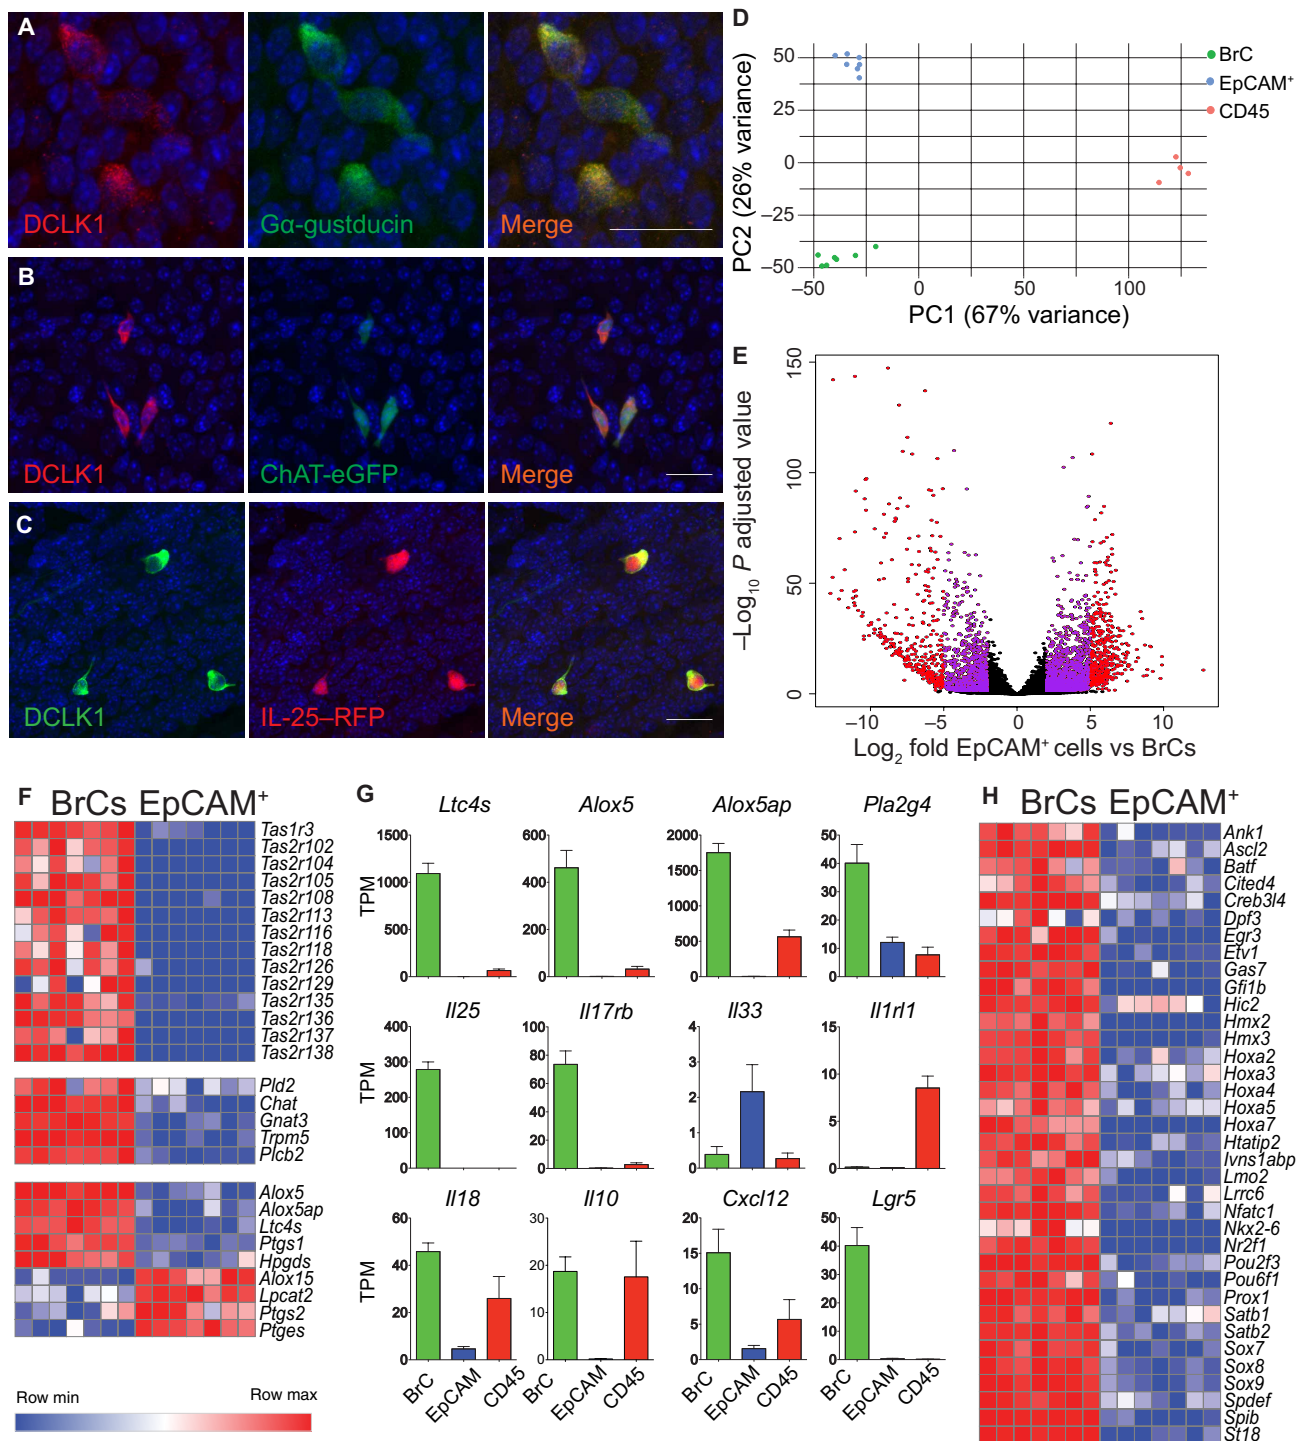 A
DCLK1
Gα-gustducin
Merge
B
DCLK1
ChAT-eGFP
Merge
C
DCLK1
IL-25–RFP
Merge
D
PC2 (26% variance)
50
25
0
–25
–50
–50
0
50
100
PC1 (67% variance)
BrC
EpCAM⁺
CD45
E
–Log₁₀ P adjusted value
150
100
50
0
–10
–5
0
5
10
Log₂ fold EpCAM⁺ cells vs BrCs
F
BrCs EpCAM⁺
Tas1r3
Tas2r102
Tas2r104
Tas2r105
Tas2r108
Tas2r113
Tas2r116
Tas2r118
Tas2r126
Tas2r129
Tas2r135
Tas2r136
Tas2r137
Tas2r138
Pld2
Chat
Gnat3
Trpm5
Plcb2
Alox5
Alox5ap
Ltc4s
Ptgs1
Hpgds
Alox15
Lpcat2
Ptgs2
Ptges
Row min
Row max
G
Ltc4s
TPM
1500
1000
500
0
Alox5
600
400
200
0
Alox5ap
2000
1500
1000
500
0
Pla2g4
50
40
30
20
10
0
Il25
TPM
400
300
200
100
0
Il17rb
100
80
60
40
20
0
Il33
4
3
2
1
0
Il1rl1
15
10
5
0
Il18
TPM
60
40
20
0
BrC
EpCAM
CD45
Il10
30
20
10
0
BrC
EpCAM
CD45
Cxcl12
20
15
10
5
0
BrC
EpCAM
CD45
Lgr5
50
40
30
20
10
0
BrC
EpCAM
CD45
H
BrCs EpCAM⁺
Ank1
Ascl2
Batf
Cited4
Creb3l4
Dpf3
Egr3
Etv1
Gas7
Gfi1b
Hic2
Hmx2
Hmx3
Hoxa2
Hoxa3
Hoxa4
Hoxa5
Hoxa7
Htatip2
Ivns1abp
Lmo2
Lrrc6
Nfatc1
Nkx2-6
Nr2f1
Pou2f3
Pou6f1
Prox1
Satb1
Satb2
Sox7
Sox8
Sox9
Spdef
Spib
St18